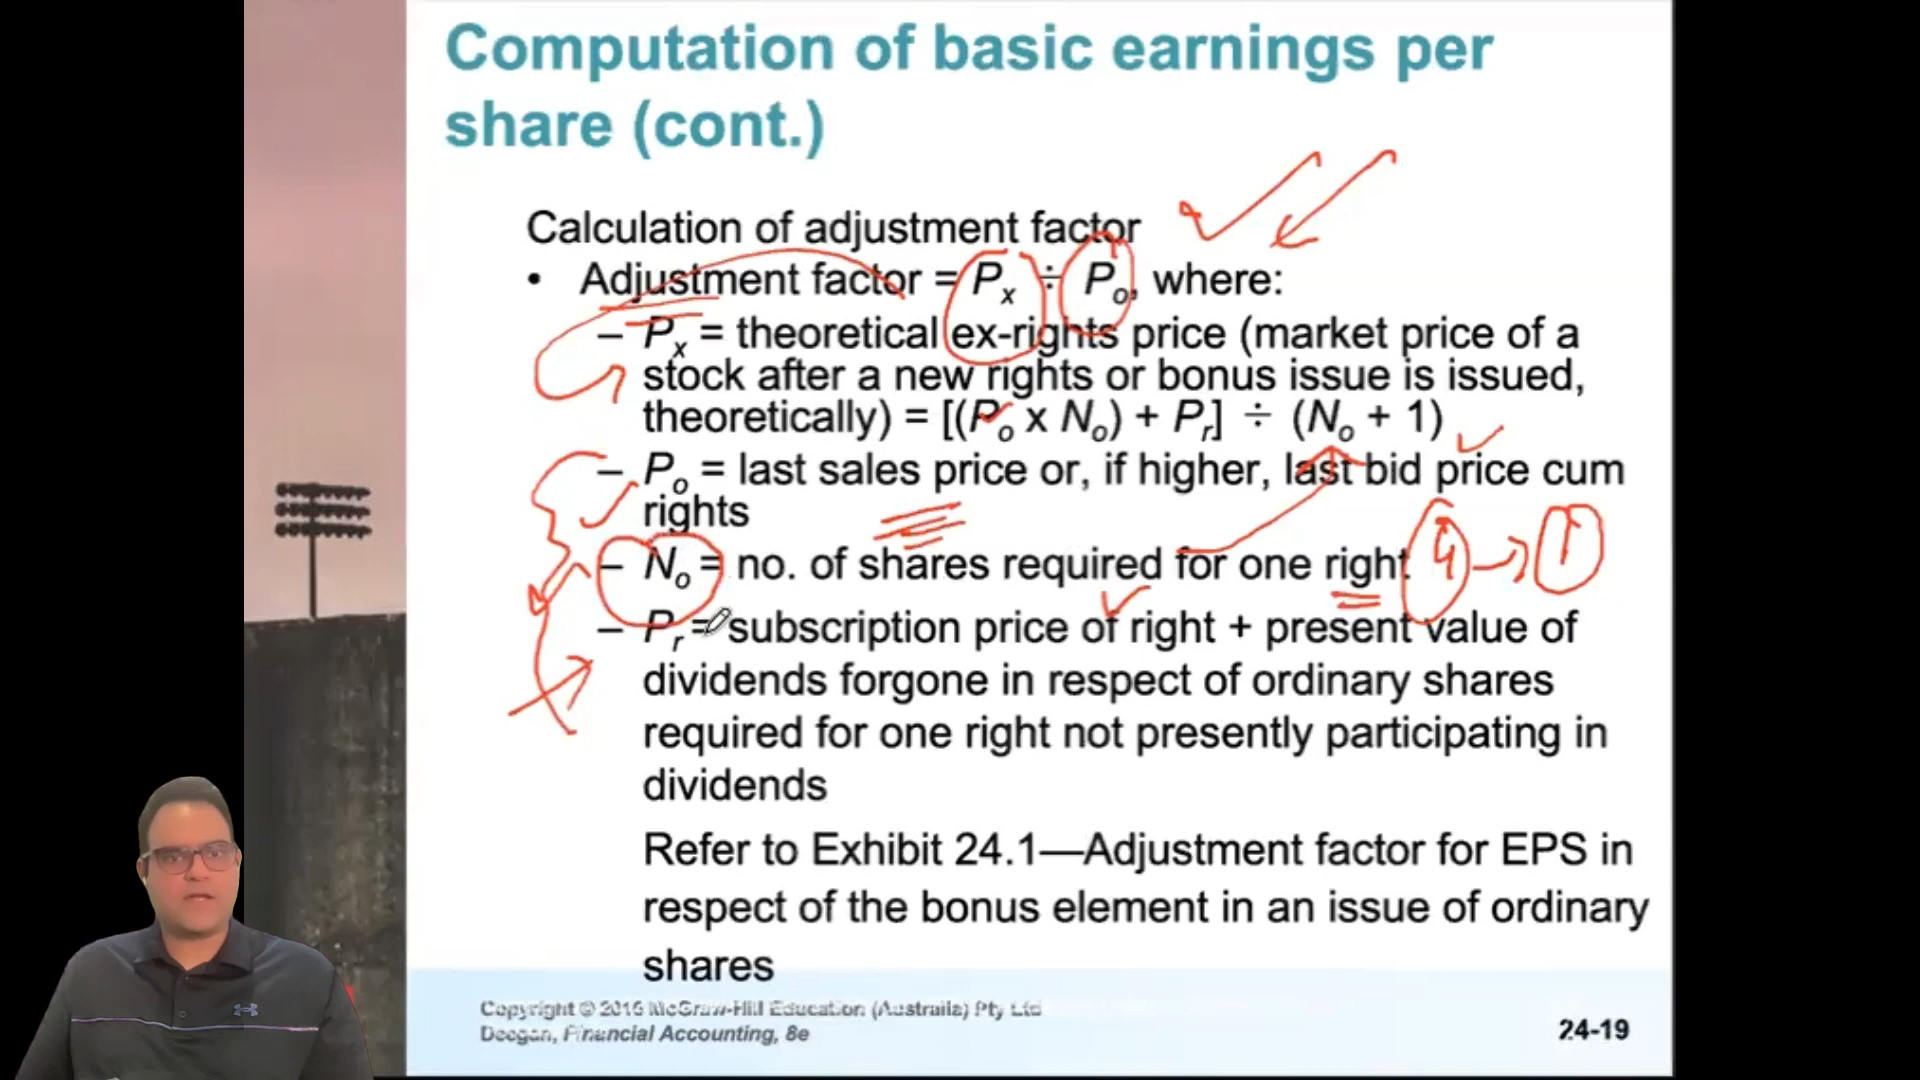 Computation of basic earnings per
share (cont.)
Calculation of adjustment factor
• Adjustment factor = Px ÷ Po, where:
– Px = theoretical ex-rights price (market price of a
stock after a new rights or bonus issue is issued,
theoretically) = [(Po x No) + Pr] ÷ (No + 1)
– Po = last sales price or, if higher, last bid price cum
rights
– No = no. of shares required for one right 4 → 1
– Pr = subscription price of right + present value of
dividends forgone in respect of ordinary shares
required for one right not presently participating in
dividends
Refer to Exhibit 24.1—Adjustment factor for EPS in
respect of the bonus element in an issue of ordinary
shares
Copyright © 2016 McGraw-Hill Education (Australia) Pty Ltd
Deegan, Financial Accounting, 8e
24-19